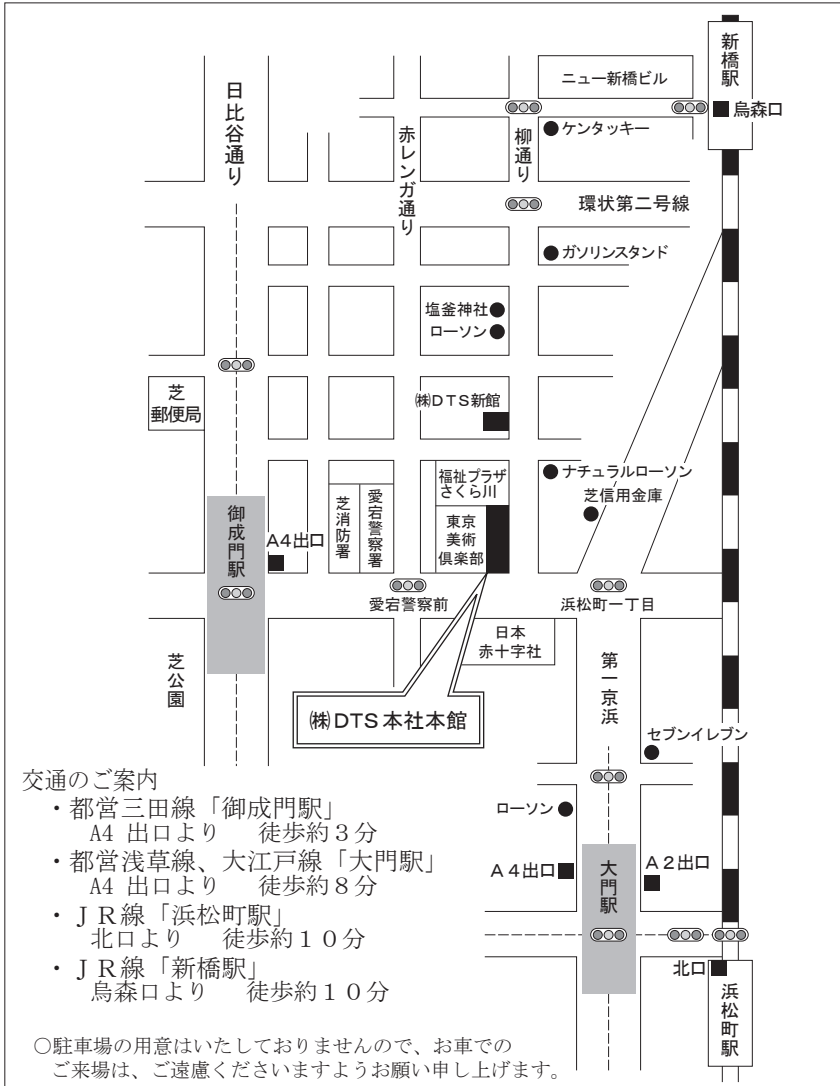 新橋駅
ニュー新橋ビル
烏森口
ケンタッキー
日比谷通り
赤レンガ通り
柳通り
環状第二号線
ガソリンスタンド
塩釜神社
ローソン
芝
郵便局
㈱DTS新館
ナチュラルローソン
芝信用金庫
福祉プラザ
さくら川
御成門駅
A4出口
芝消防署
愛宕警察署
東京
美術
倶楽部
愛宕警察前
浜松町一丁目
日本
赤十字社
芝公園
第一京浜
㈱DTS本社本館
セブンイレブン
ローソン
A4出口
大門駅
A2出口
北口
浜松町駅
交通のご案内
・都営三田線「御成門駅」
A4 出口より 徒歩約3分
・都営浅草線、大江戸線「大門駅」
A4 出口より 徒歩約8分
・JR線「浜松町駅」
北口より 徒歩約10分
・JR線「新橋駅」
烏森口より 徒歩約10分
○駐車場の用意はいたしておりませんので、お車での
ご来場は、ご遠慮くださいますようお願い申し上げます。